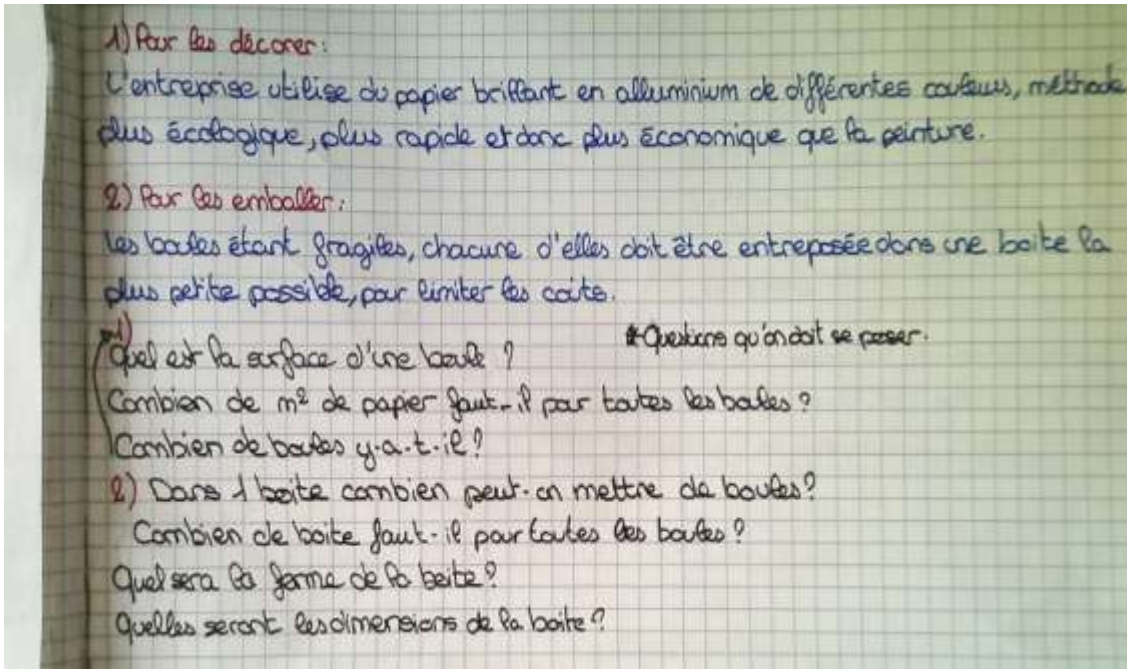 1) Pour les décorer:
L'entreprise utilise du papier brillant en alluminium de différentes couleurs, méthode
plus écologique, plus rapide et donc plus économique que la peinture.
2) Pour les emballer:
Les boules étant fragiles, chacune d'elles doit être entreposée dans une boite la
plus petite possible, pour limiter les coûts.
1) *Questions qu'on doit se poser.
Quel est la surface d'une boule ?
Combien de m² de papier faut-il pour toutes les boules ?
Combien de boules y-a-t-il ?
2) Dans 1 boite combien peut-on mettre de boules ?
Combien de boite faut-il pour toutes les boules ?
Quel sera la forme de la boite ?
Quelles seront les dimensions de la boite ?